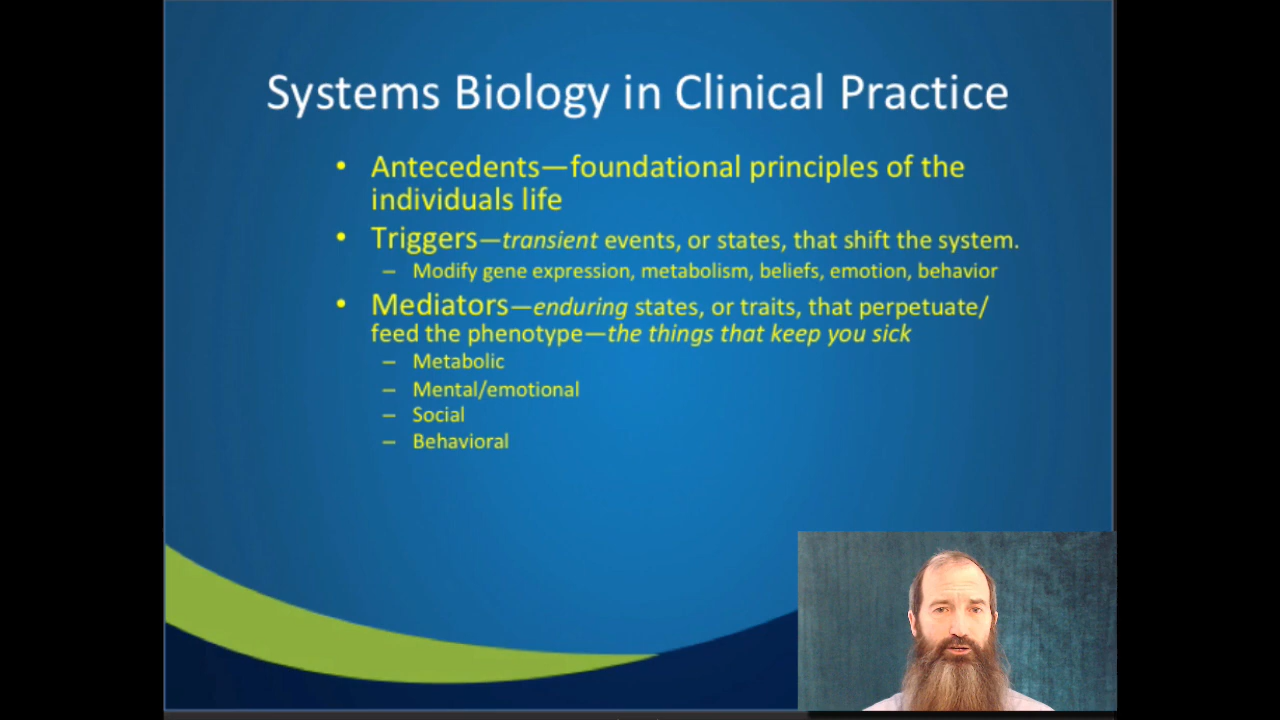 Systems Biology in Clinical Practice
• Antecedents—foundational principles of the
individuals life
• Triggers—transient events, or states, that shift the system.
– Modify gene expression, metabolism, beliefs, emotion, behavior
• Mediators—enduring states, or traits, that perpetuate/
feed the phenotype—the things that keep you sick
– Metabolic
– Mental/emotional
– Social
– Behavioral